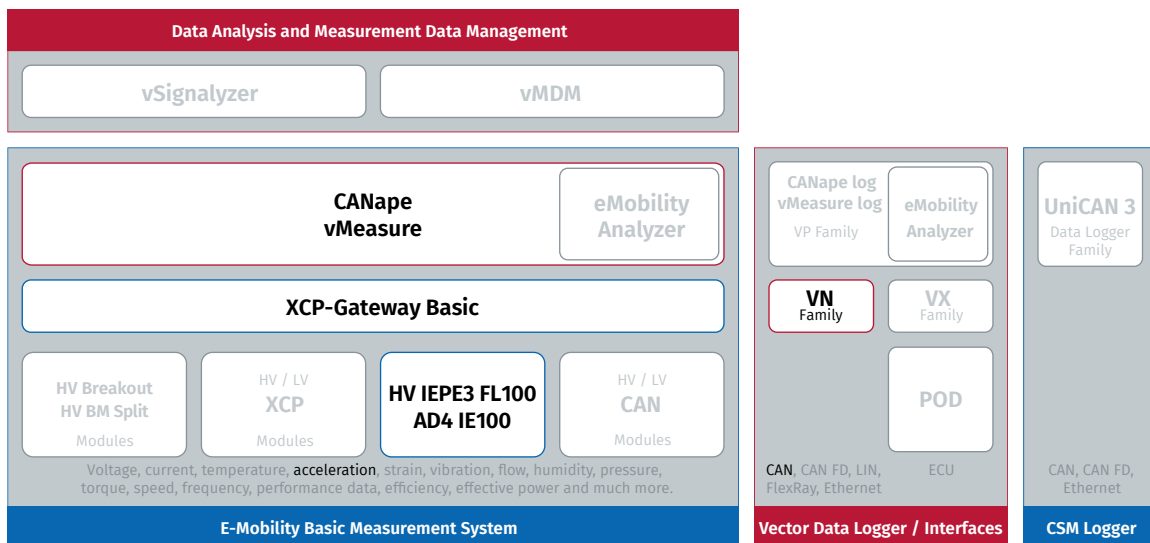 Data Analysis and Measurement Data Management
vSignalyzer
vMDM
CANape
vMeasure
eMobility
Analyzer
XCP-Gateway Basic
HV Breakout
HV BM Split
Modules
HV / LV
XCP
Modules
HV IEPE3 FL100
AD4 IE100
HV / LV
CAN
Modules
Voltage, current, temperature, acceleration, strain, vibration, flow, humidity, pressure,
torque, speed, frequency, performance data, efficiency, effective power and much more.
E-Mobility Basic Measurement System
CANape log
vMeasure log
VP Family
eMobility
Analyzer
VN
Family
VX
Family
POD
CAN, CAN FD, LIN,
FlexRay, Ethernet
ECU
Vector Data Logger / Interfaces
UniCAN 3
Data Logger
Family
CAN, CAN FD,
Ethernet
CSM Logger